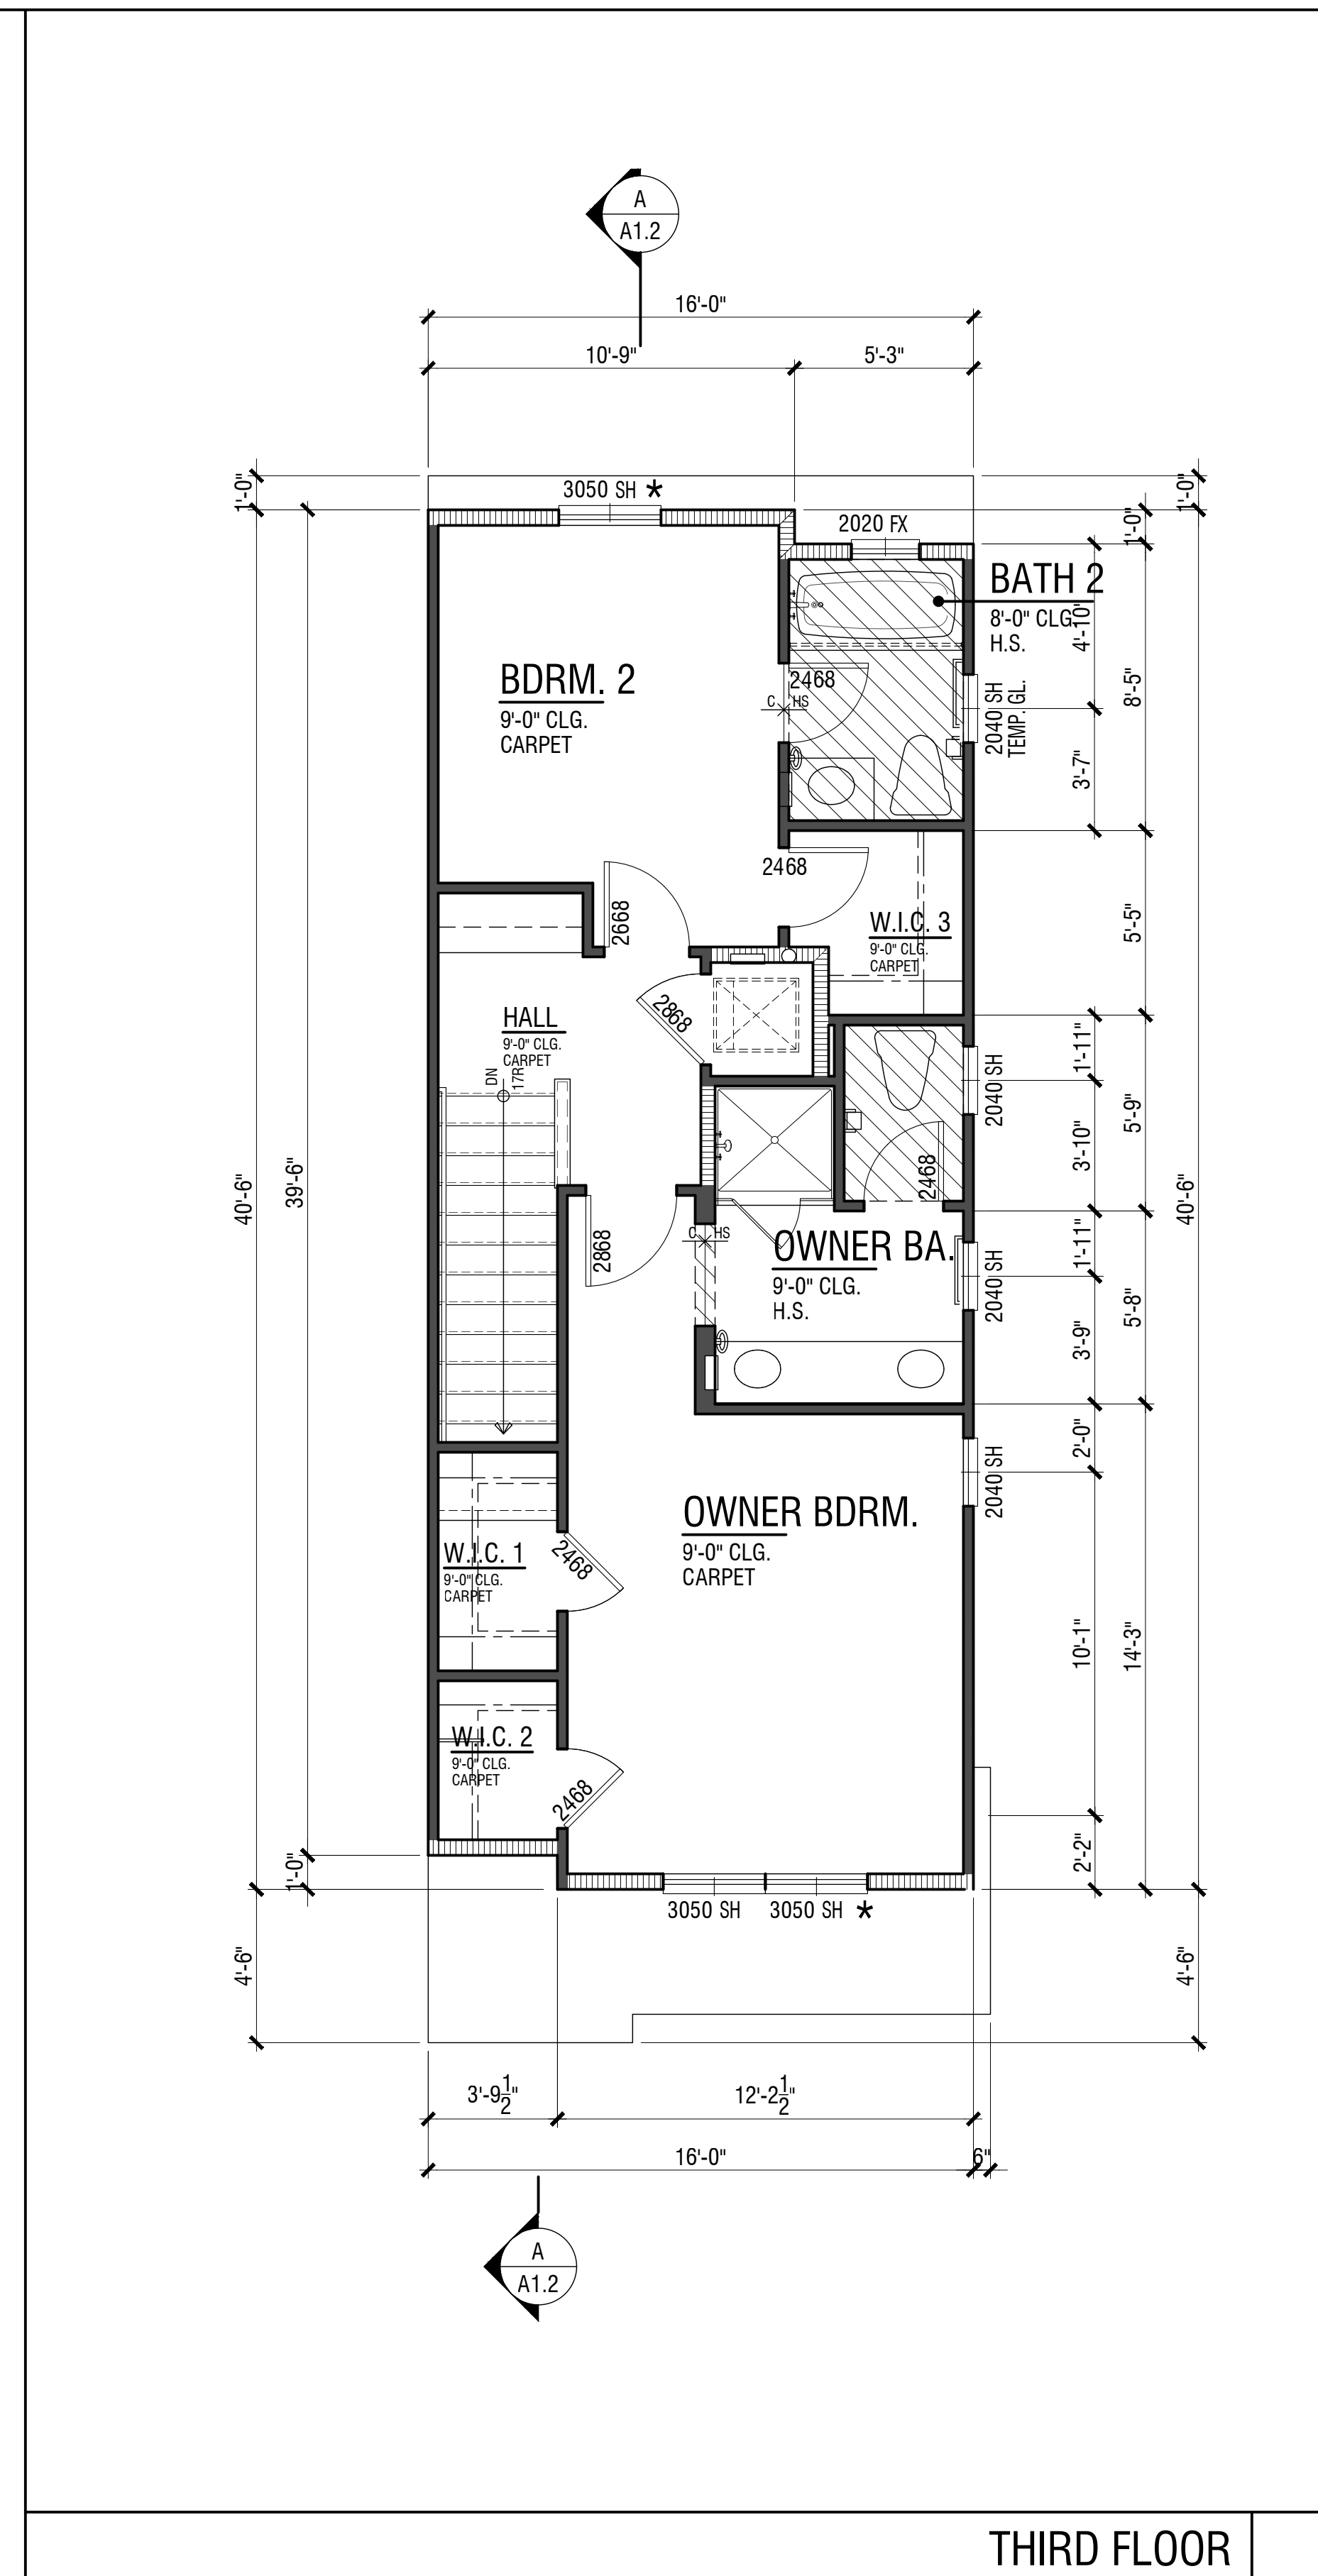 A
A1.2
16'-0"
10'-9"
5'-3"
1'-0"
1'-0"
3050 SH *
2020 FX
1'-0"
BATH 2
8'-0" CLG.
H.S.
4'-10"
BDRM. 2
9'-0" CLG.
CARPET
2468
C HS
2040 SH
TEMP. GL.
8'-5"
3'-7"
2468
2668
W.I.C. 3
9'-0" CLG.
CARPET
5'-5"
HALL
9'-0" CLG.
CARPET
2868
DN
17R
1'-11"
2040 SH
5'-9"
3'-10"
2468
40'-6"
39'-6"
40'-6"
2868
C HS
OWNER BA.
9'-0" CLG.
H.S.
1'-11"
2040 SH
5'-8"
3'-9"
2'-0"
2040 SH
OWNER BDRM.
9'-0" CLG.
CARPET
W.I.C. 1
9'-0" CLG.
CARPET
2468
10'-1"
14'-3"
W.I.C. 2
9'-0" CLG.
CARPET
2468
2'-2"
1'-0"
3050 SH 3050 SH *
4'-6"
4'-6"
3'-9 1/2"
12'-2 1/2"
16'-0"
6"
A
A1.2
THIRD FLOOR